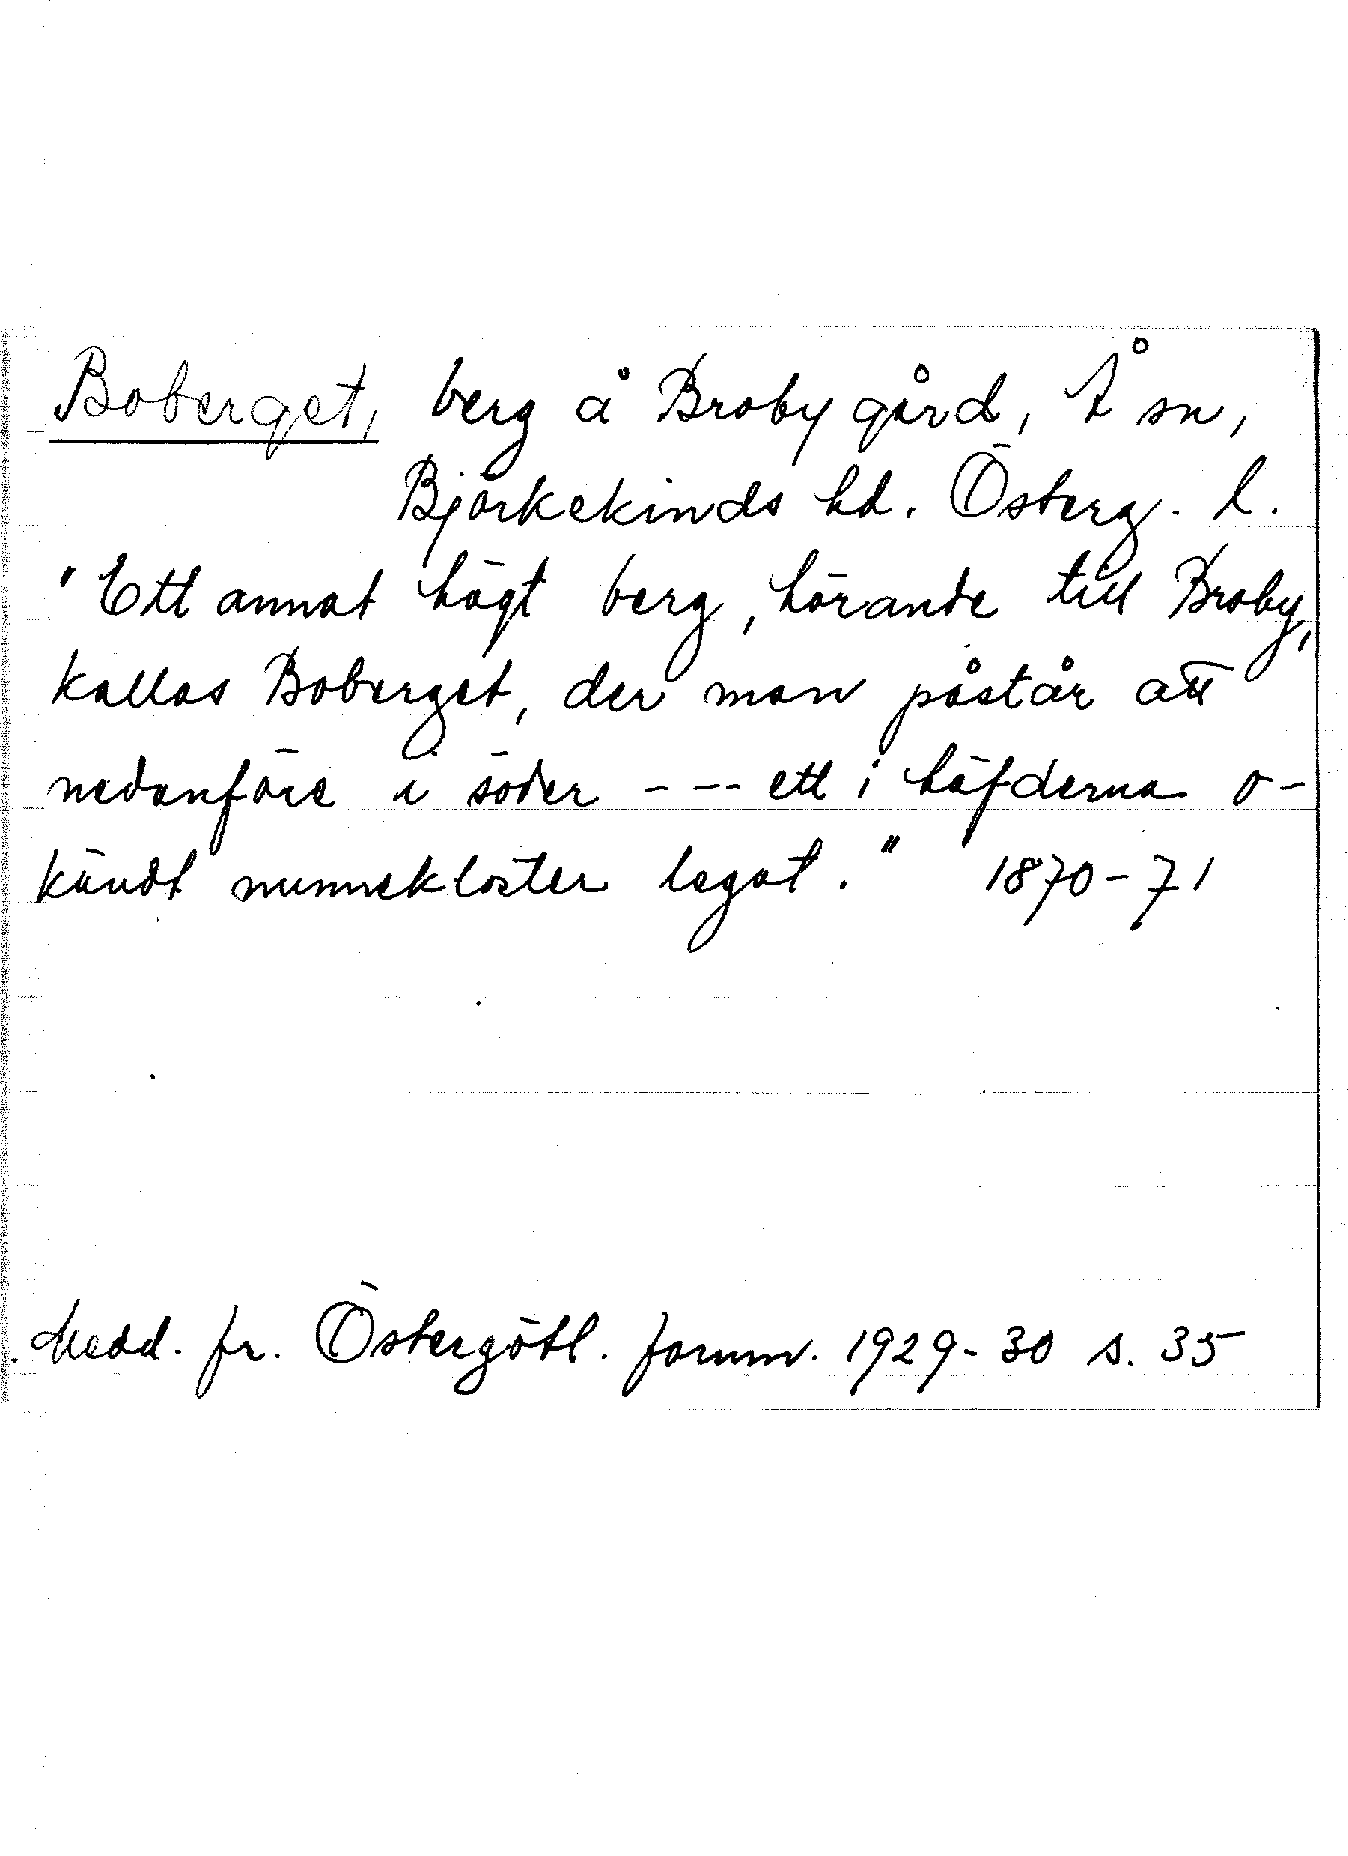 Boberget, berg å Broby gård, Å sn,
Björkekinds hd. Österg. l.
"Ett annat högt berg, hörande till Broby,
kallas Boberget, der man påstår att
nedanföre i söder - - - ett i häfderna o-
kändt nunnekloster legat." 1870-71
Medd. fr. Östergötl. fornm. 1929-30 s. 35